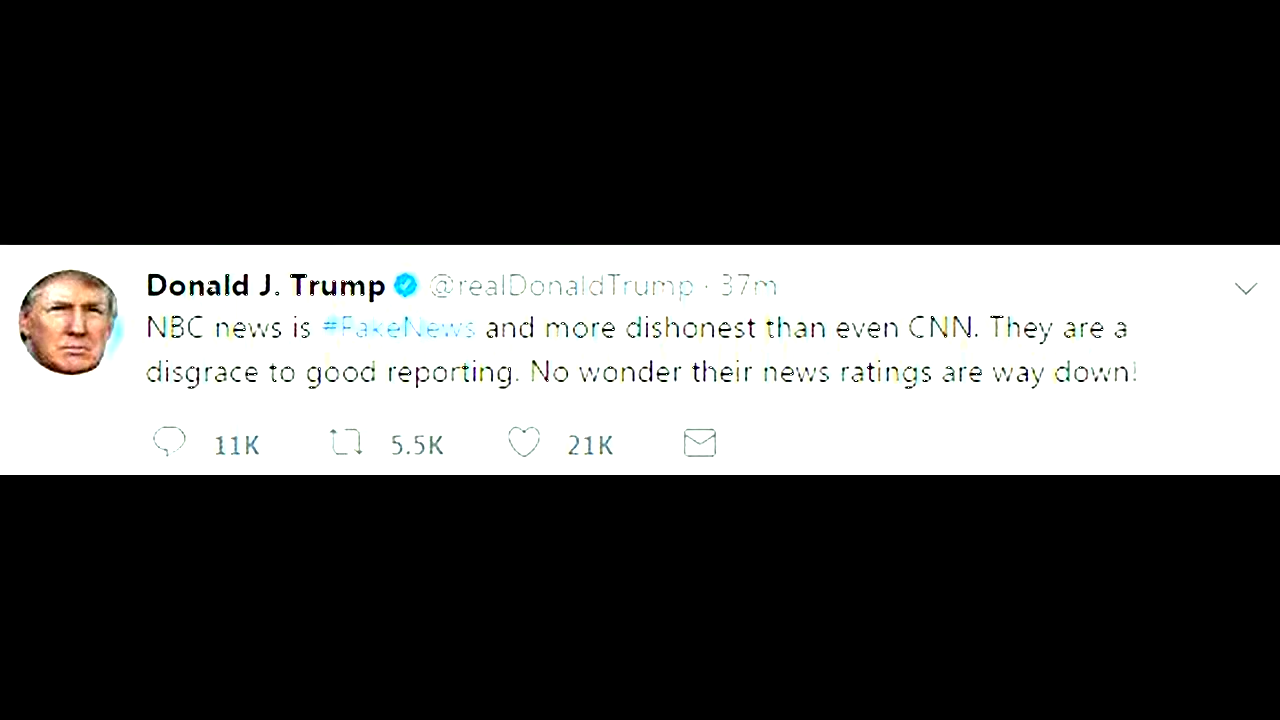 Donald J. Trump @realDonaldTrump · 37m
NBC news is #FakeNews and more dishonest than even CNN. They are a
disgrace to good reporting. No wonder their news ratings are way down!
11K 5.5K 21K